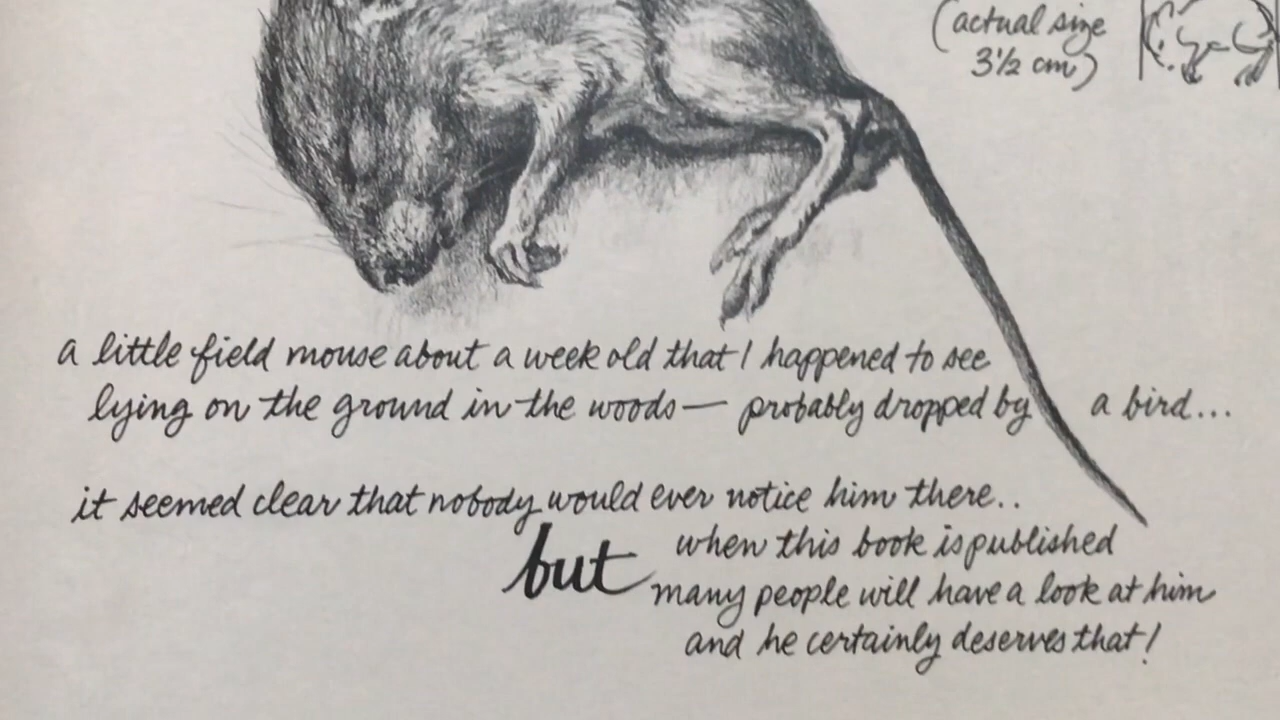 (actual size
3½ cm)
a little field mouse about a week old that I happened to see
lying on the ground in the woods — probably dropped by a bird...
it seemed clear that nobody would ever notice him there..
but when this book is published
many people will have a look at him
and he certainly deserves that!